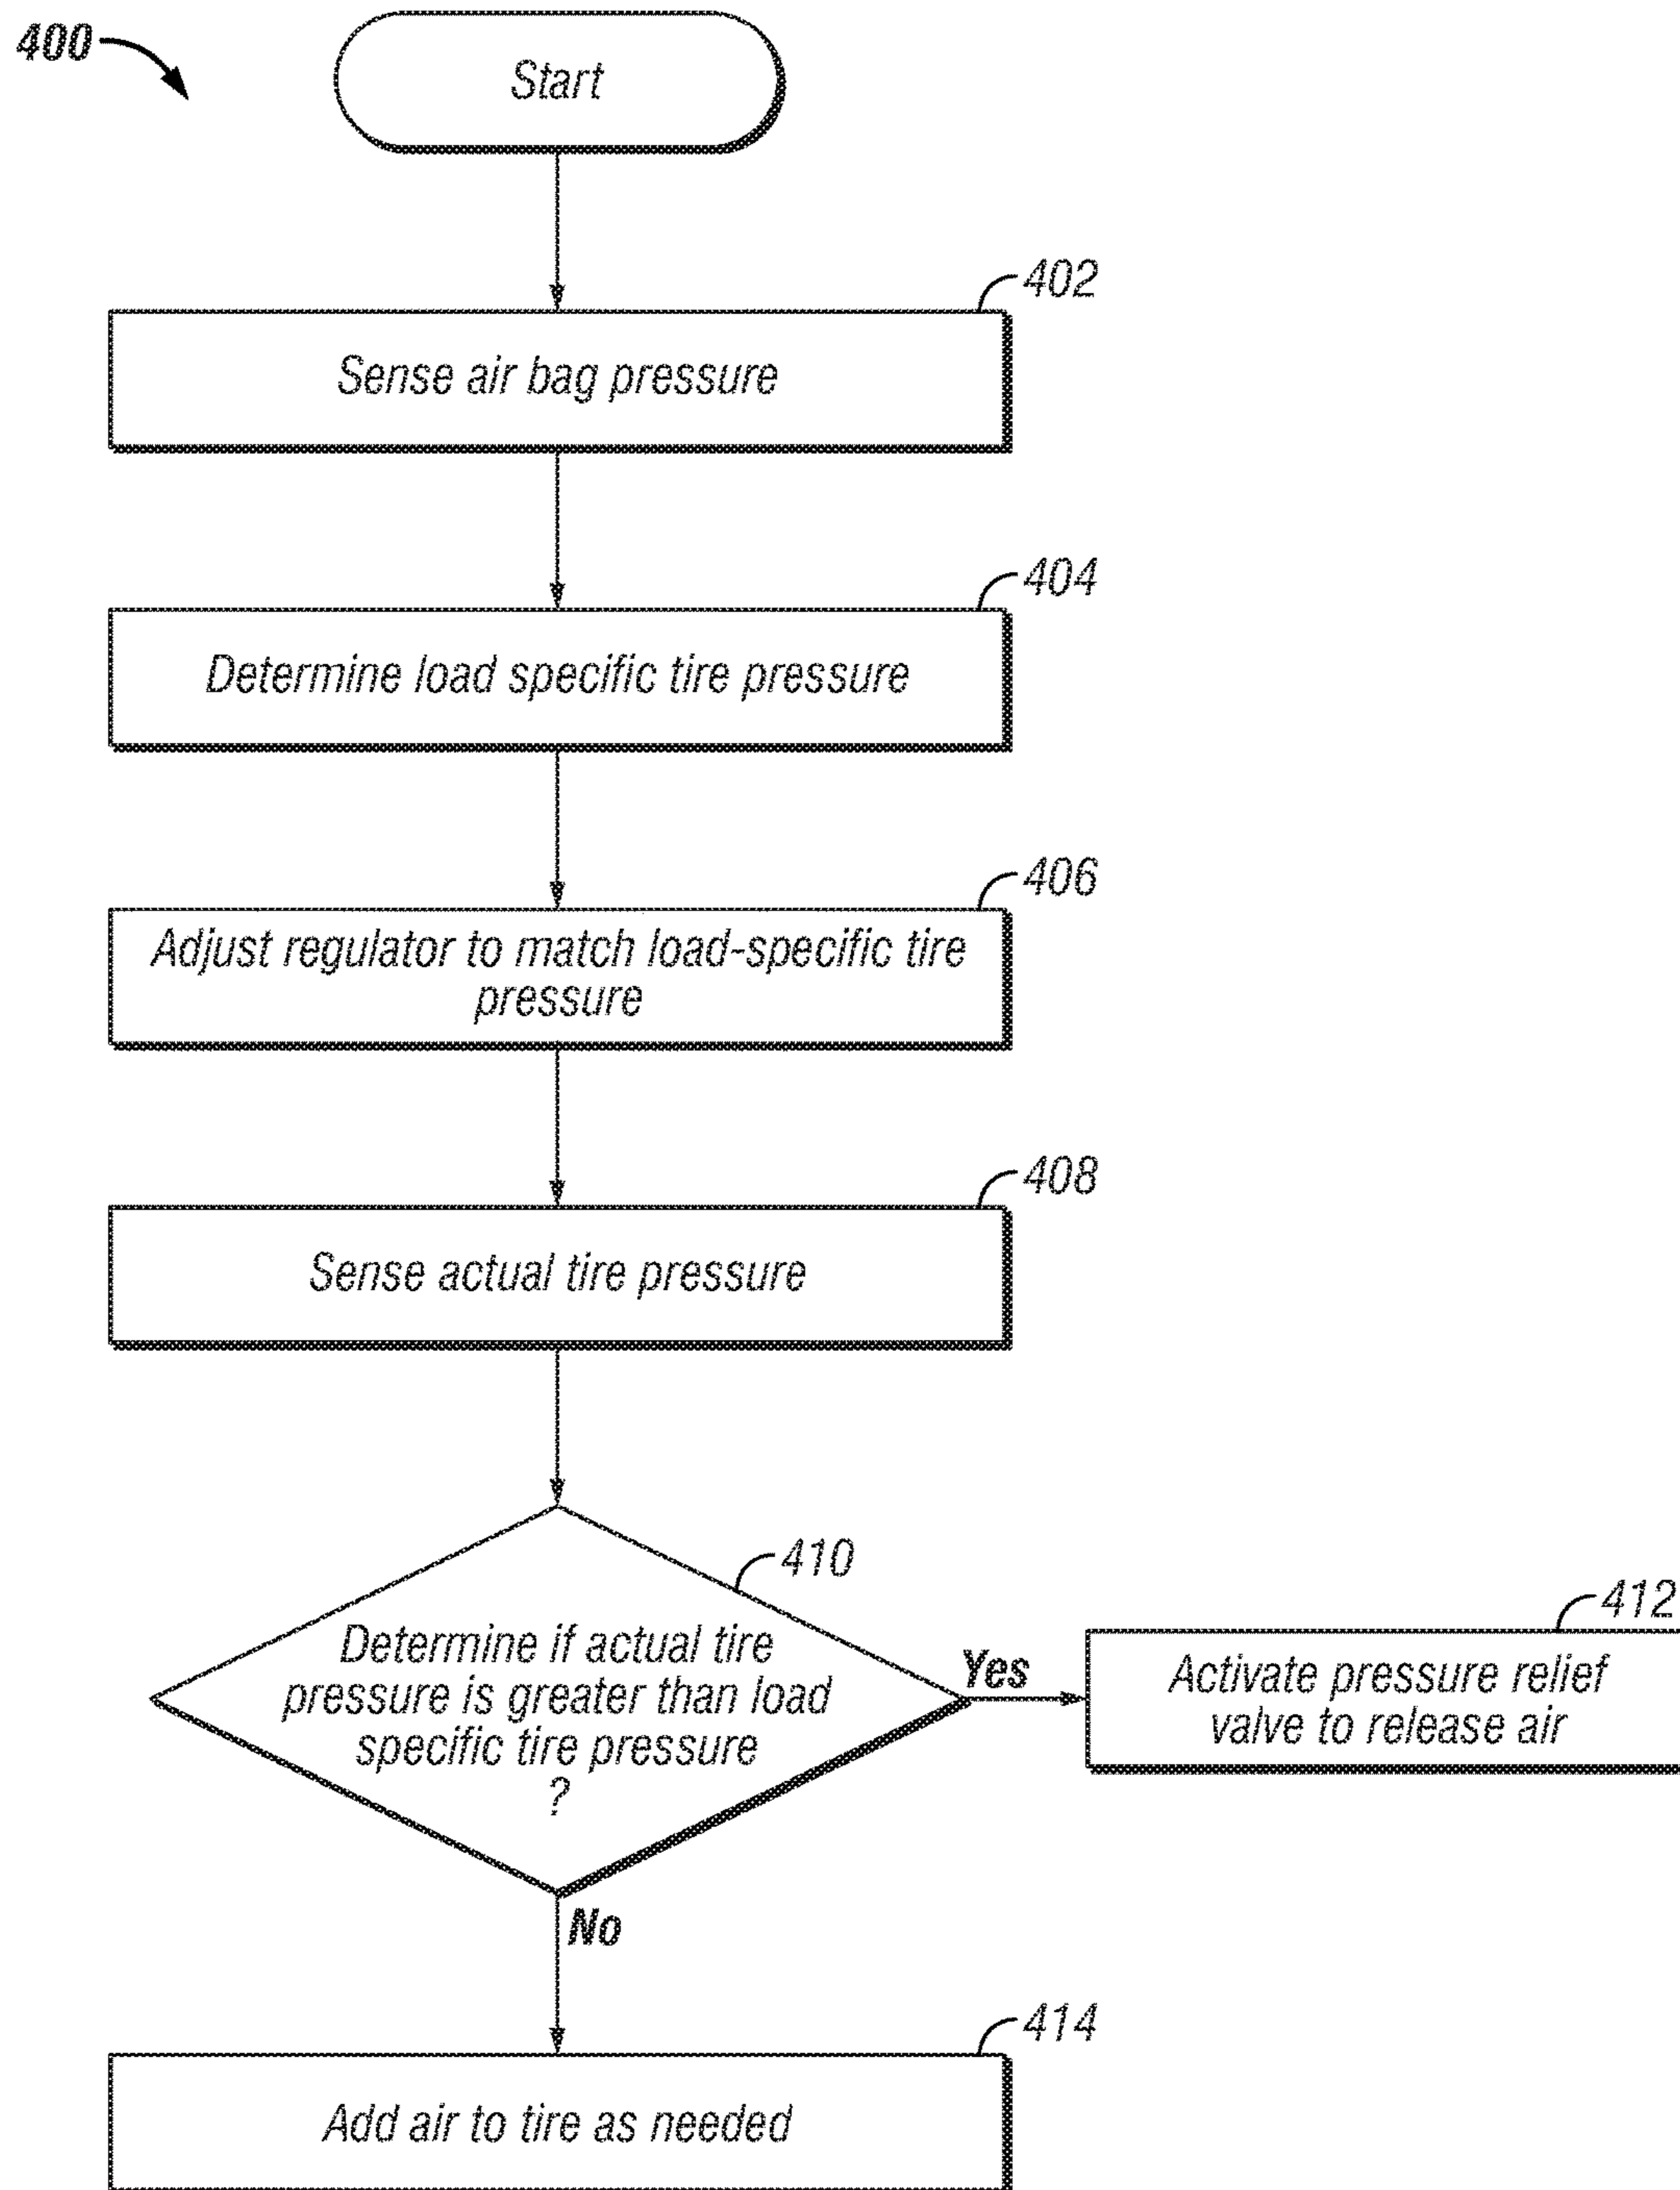 400
Start
402
Sense air bag pressure
404
Determine load specific tire pressure
406
Adjust regulator to match load-specific tire
pressure
408
Sense actual tire pressure
410
Determine if actual tire
pressure is greater than load
specific tire pressure
?
Yes
412
Activate pressure relief
valve to release air
No
414
Add air to tire as needed